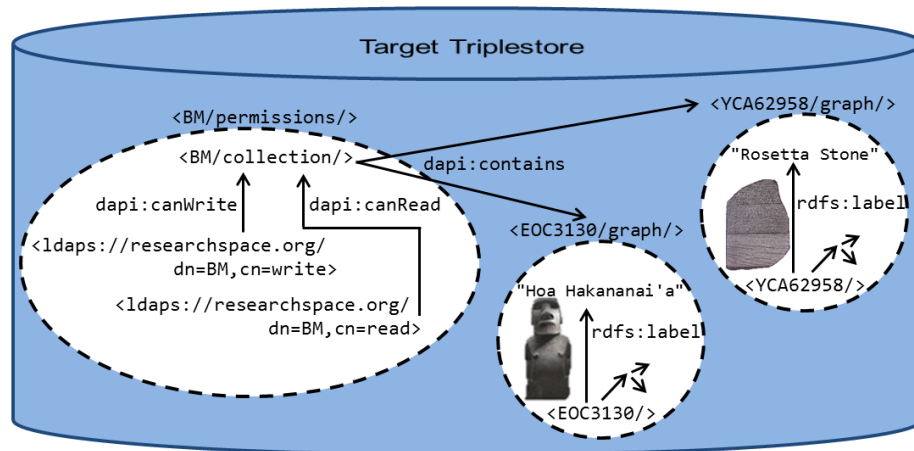 Target Triplestore
<BM/permissions/>
<BM/collection/>
dapi:contains
dapi:canWrite
dapi:canRead
<ldaps://researchspace.org/
dn=BM,cn=write>
<ldaps://researchspace.org/
dn=BM,cn=read>
<YCA62958/graph/>
"Rosetta Stone"
rdfs:label
<YCA62958/>
<EOC3130/graph/>
"Hoa Hakananai'a"
rdfs:label
<EOC3130/>